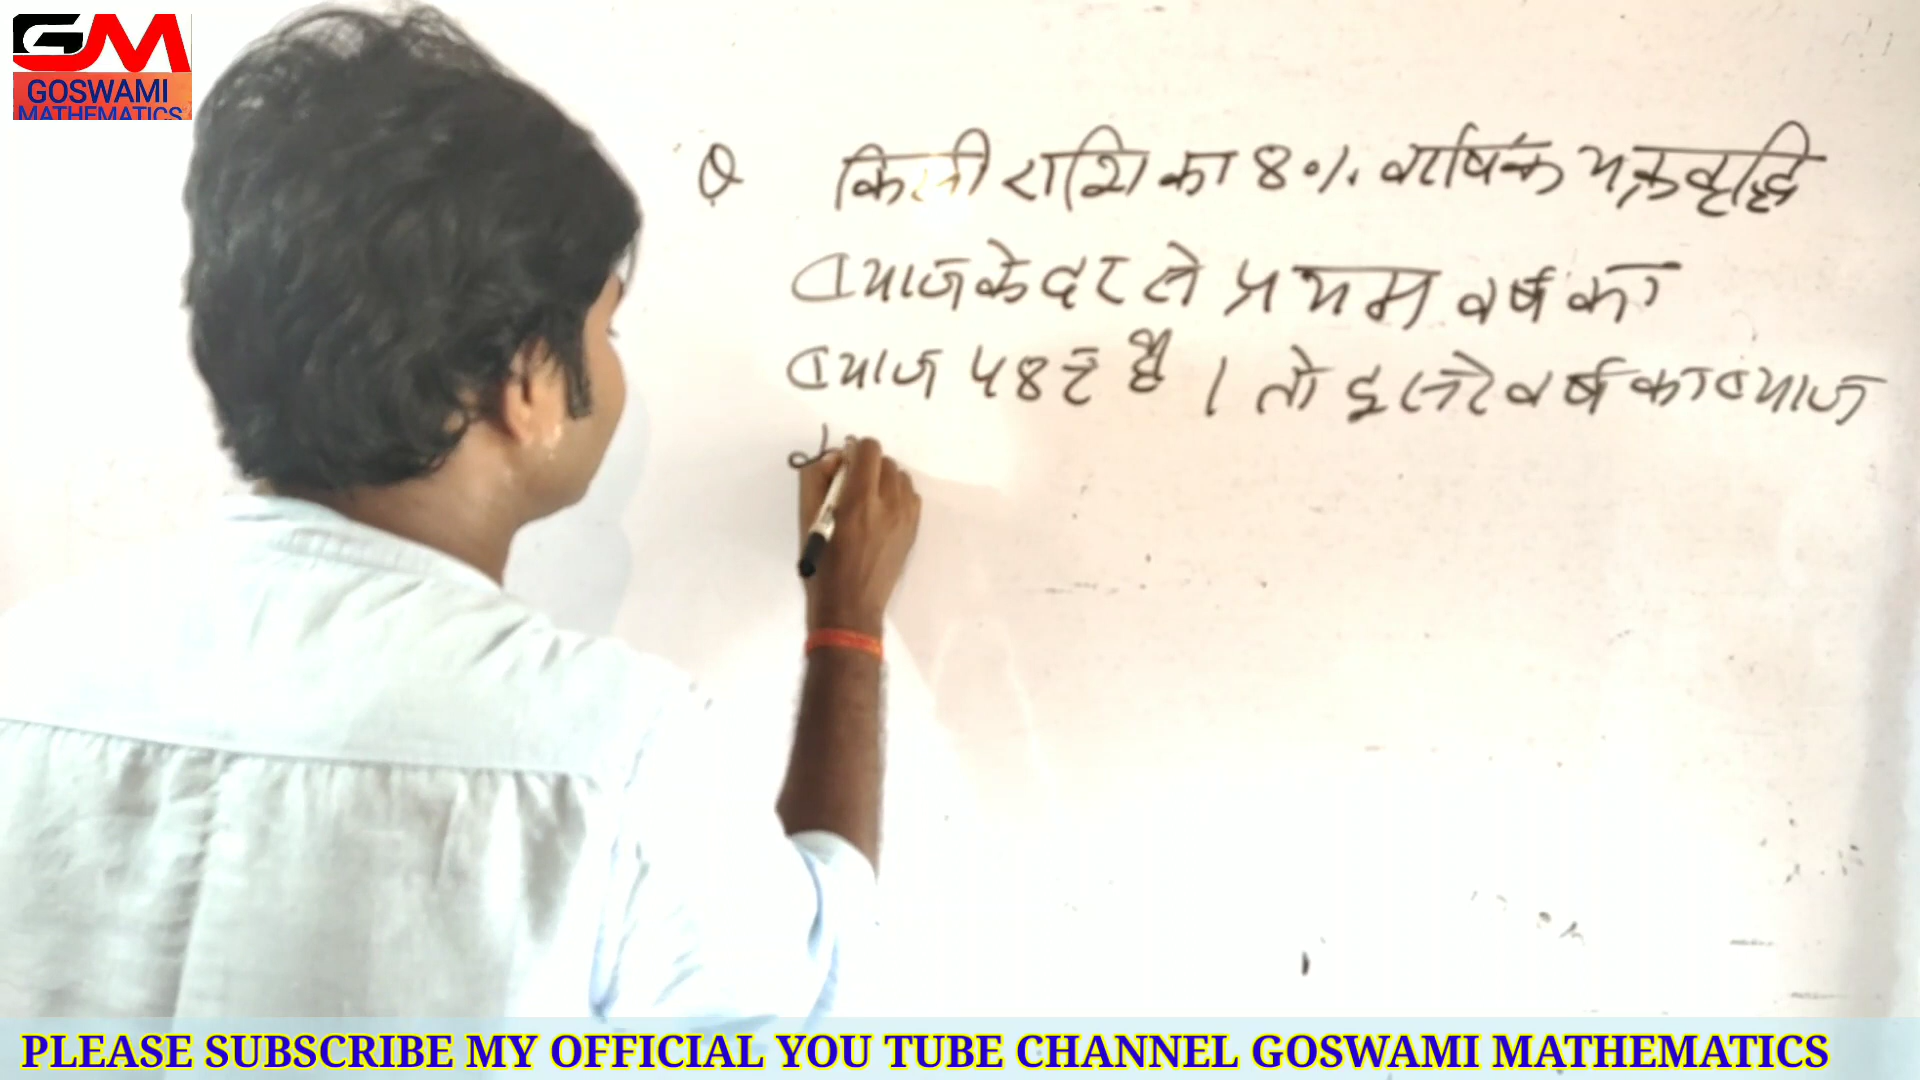 GM
GOSWAMI
MATHEMATICS
Q किसी राशि का 8% वार्षिक चक्रवृद्धि
ब्याज के दर से प्रथम वर्ष का
ब्याज 48 रु है । तो दुसरे वर्ष का ब्याज
PLEASE SUBSCRIBE MY OFFICIAL YOU TUBE CHANNEL GOSWAMI MATHEMATICS